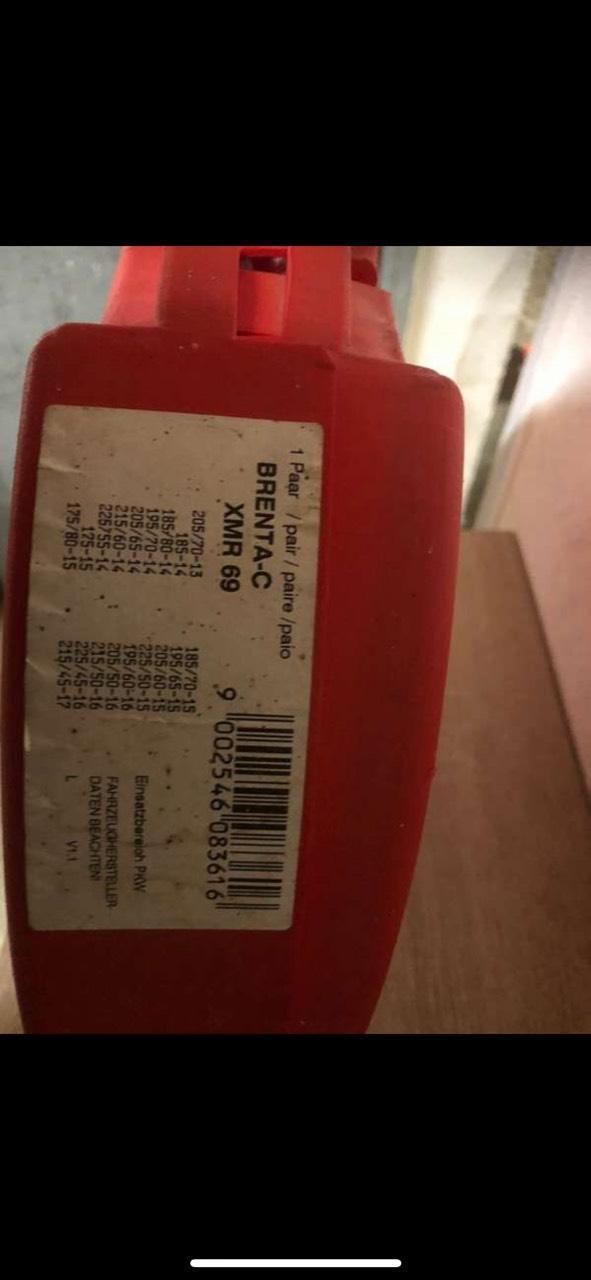 1 Paar / pair / paire /paio
BRENTA-C
XMR 69
205/70-13
185-14
185/80-14
195/70-14
205/65-14
215/60-14
225/55-14
175-15
175/80-15
185/70-15
195/65-15
205/60-15
225/50-15
195/60-16
205/50-16
215/50-16
225/45-16
215/45-17
9 002546 083616
Einsatzbereich PKW
FAHRZEUGHERSTELLER-
DATEN BEACHTEN!
L V1.1